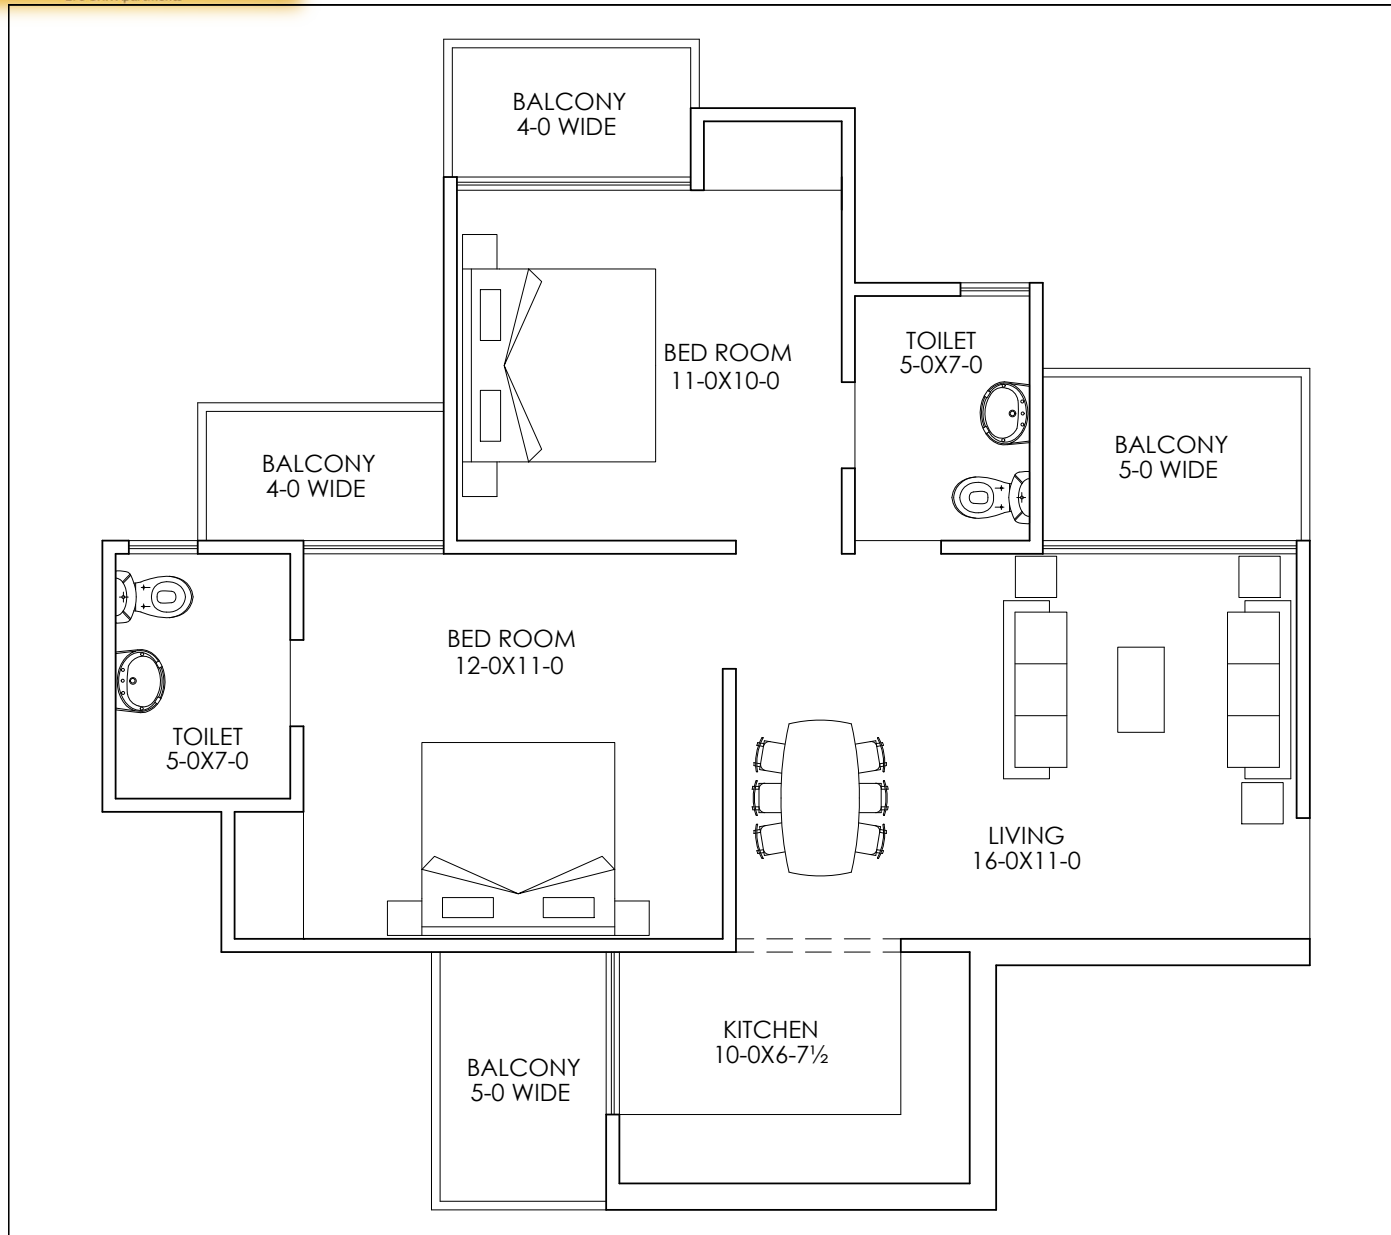 BALCONY
4-0 WIDE
BED ROOM
11-0X10-0
TOILET
5-0X7-0
BALCONY
5-0 WIDE
BALCONY
4-0 WIDE
BED ROOM
12-0X11-0
TOILET
5-0X7-0
LIVING
16-0X11-0
KITCHEN
10-0X6-7½
BALCONY
5-0 WIDE